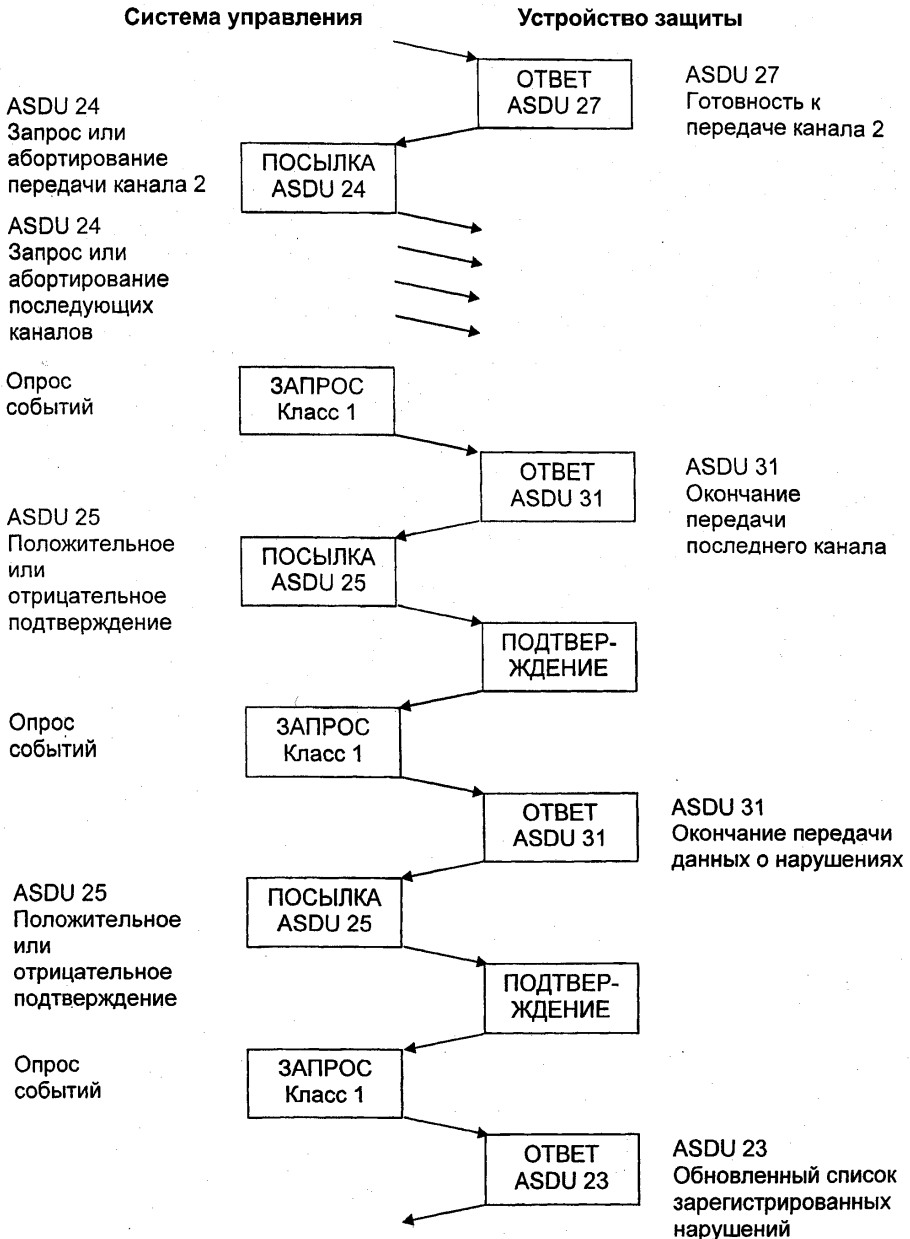 Система управления
Устройство защиты
ОТВЕТ
ASDU 27
ASDU 27
Готовность к
передаче канала 2
ASDU 24
Запрос или
абортирование
передачи канала 2
ПОСЫЛКА
ASDU 24
ASDU 24
Запрос или
абортирование
последующих
каналов
Опрос
событий
ЗАПРОС
Класс 1
ОТВЕТ
ASDU 31
ASDU 31
Окончание
передачи
последнего канала
ASDU 25
Положительное
или
отрицательное
подтверждение
ПОСЫЛКА
ASDU 25
ПОДТВЕР-
ЖДЕНИЕ
Опрос
событий
ЗАПРОС
Класс 1
ОТВЕТ
ASDU 31
ASDU 31
Окончание передачи
данных о нарушениях
ASDU 25
Положительное
или
отрицательное
подтверждение
ПОСЫЛКА
ASDU 25
ПОДТВЕР-
ЖДЕНИЕ
Опрос
событий
ЗАПРОС
Класс 1
ОТВЕТ
ASDU 23
ASDU 23
Обновленный список
зарегистрированных
нарушений